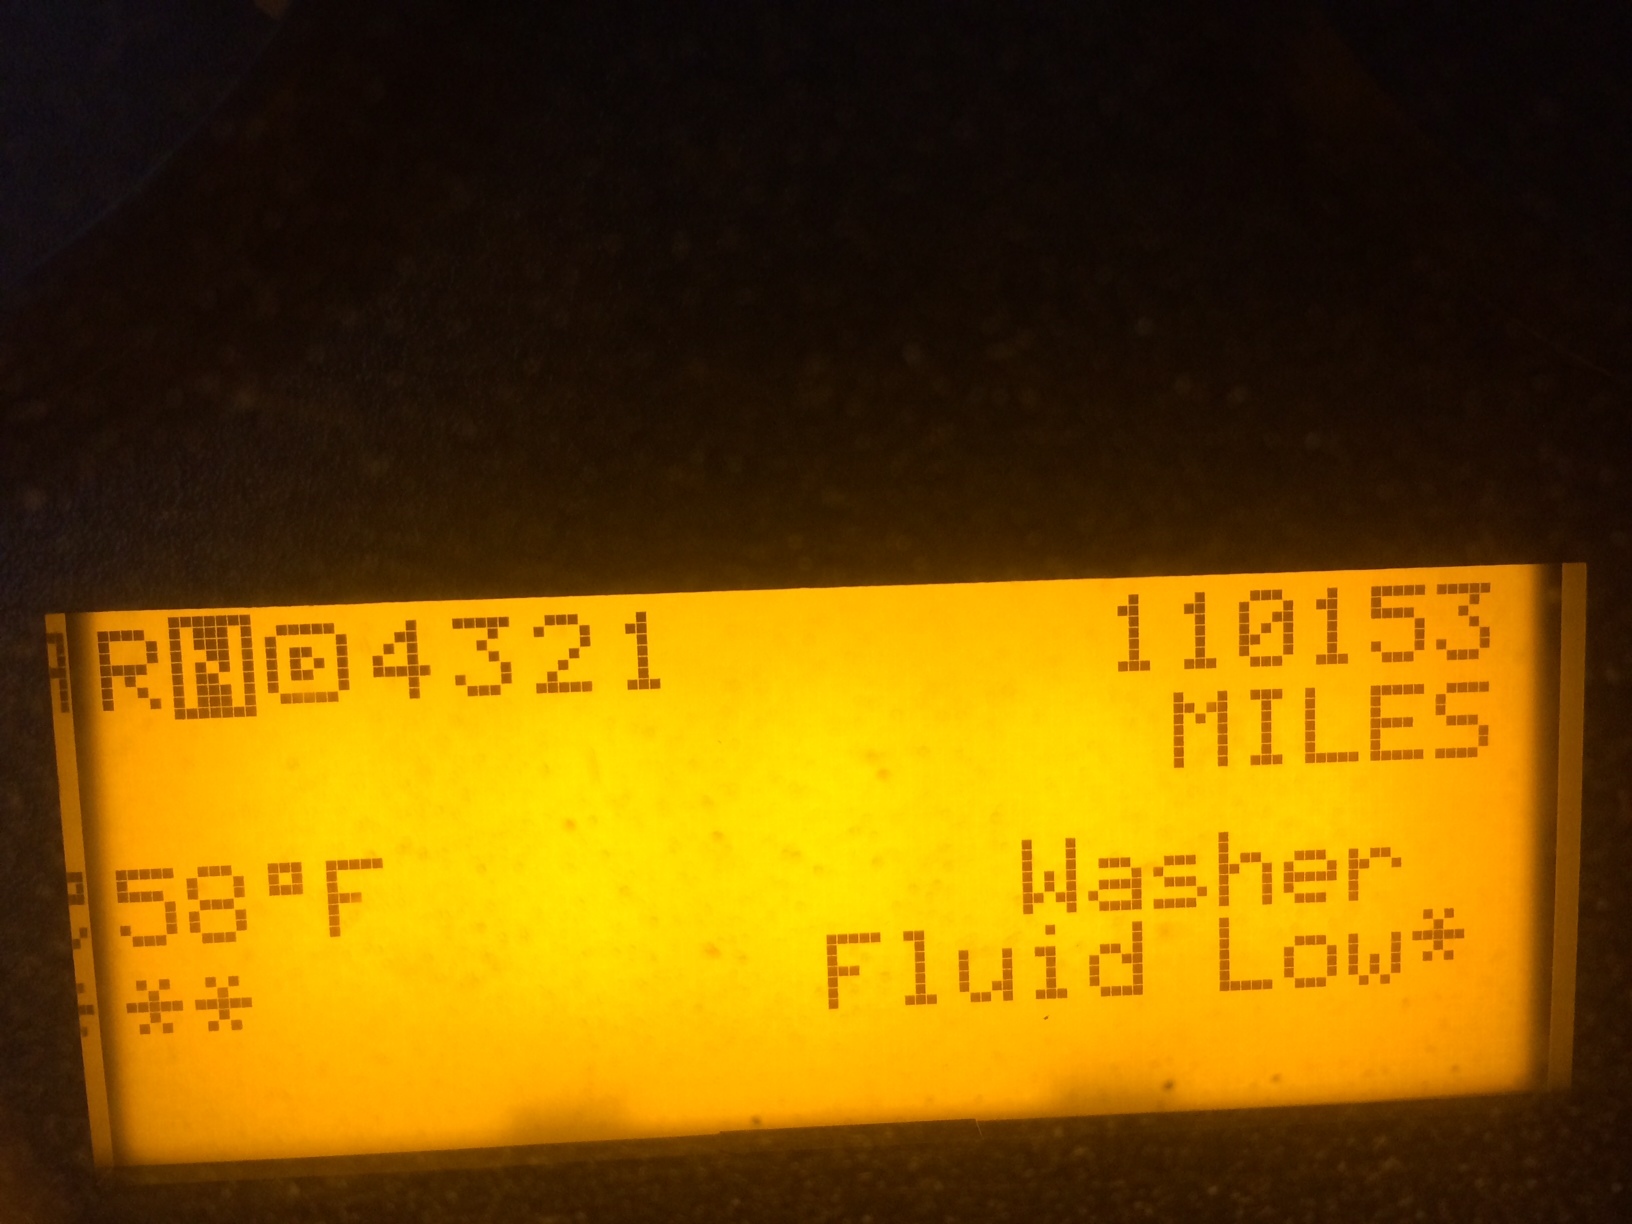 RND4321 110153
MILES
58°F Washer
** Fluid Low*